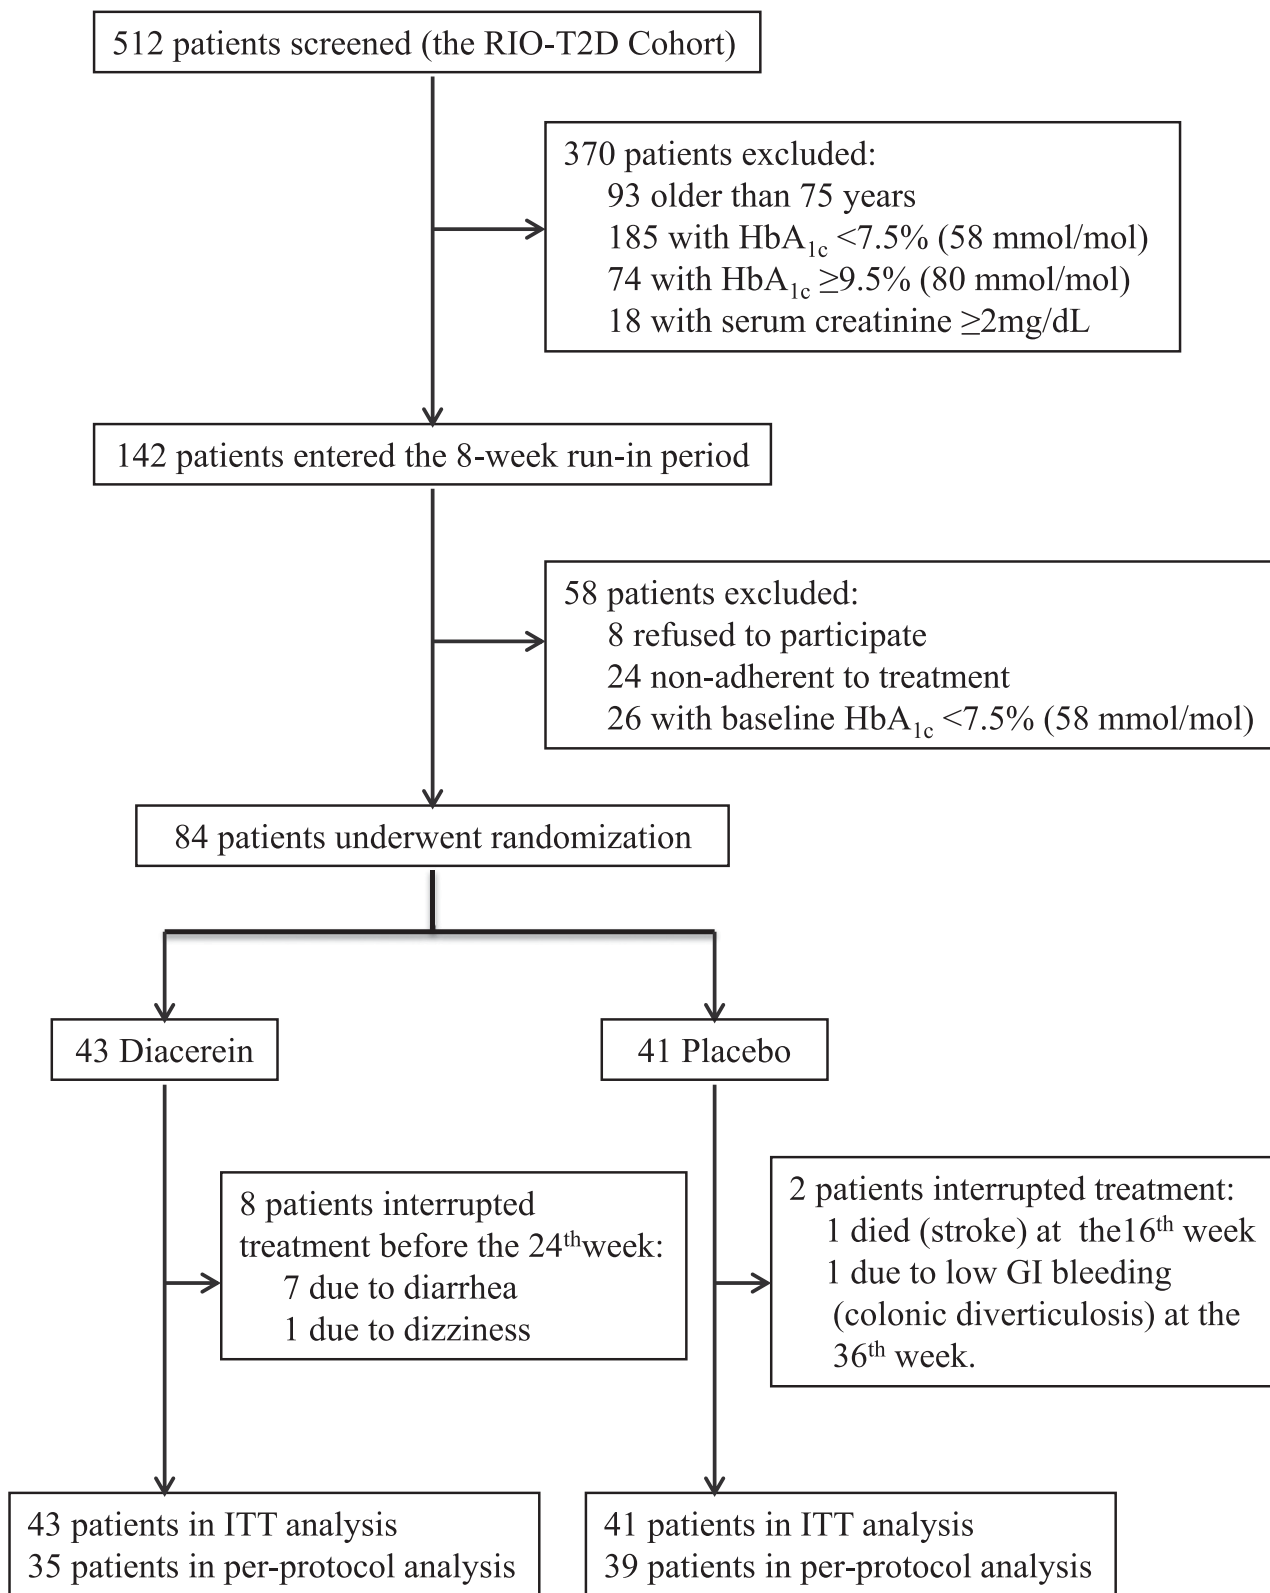 512 patients screened (the RIO-T2D Cohort)
370 patients excluded:
93 older than 75 years
185 with HbA1c <7.5% (58 mmol/mol)
74 with HbA1c ≥9.5% (80 mmol/mol)
18 with serum creatinine ≥2mg/dL
142 patients entered the 8-week run-in period
58 patients excluded:
8 refused to participate
24 non-adherent to treatment
26 with baseline HbA1c <7.5% (58 mmol/mol)
84 patients underwent randomization
43 Diacerein
41 Placebo
8 patients interrupted
treatment before the 24thweek:
7 due to diarrhea
1 due to dizziness
2 patients interrupted treatment:
1 died (stroke) at the16th week
1 due to low GI bleeding
(colonic diverticulosis) at the
36th week.
43 patients in ITT analysis
35 patients in per-protocol analysis
41 patients in ITT analysis
39 patients in per-protocol analysis